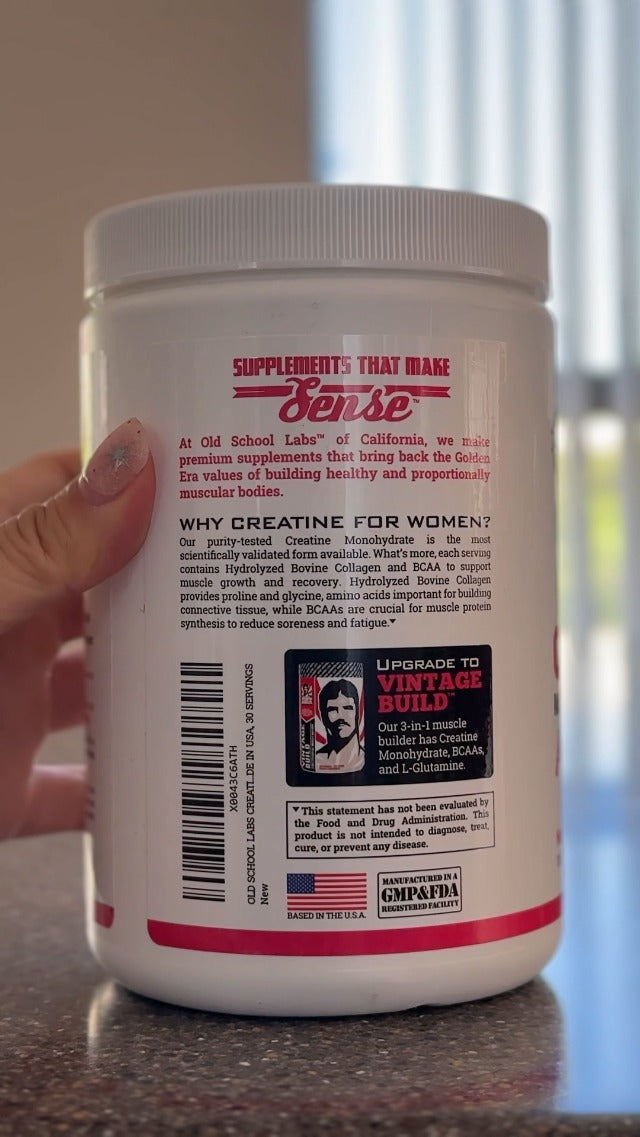 SUPPLEMENTS THAT MAKE
Sense™
At Old School Labs™ of California, we make
premium supplements that bring back the Golden
Era values of building healthy and proportionally
muscular bodies.
WHY CREATINE FOR WOMEN?
Our purity-tested Creatine Monohydrate is the most
scientifically validated form available. What's more, each serving
contains Hydrolyzed Bovine Collagen and BCAA to support
muscle growth and recovery. Hydrolyzed Bovine Collagen
provides proline and glycine, amino acids important for building
connective tissue, while BCAAs are crucial for muscle protein
synthesis to reduce soreness and fatigue.▼
X0043C6ATH
OLD SCHOOL LABS CREATI...DE IN USA, 30 SERVINGS
New
UPGRADE TO
VINTAGE
BUILD™
Our 3-in-1 muscle
builder has Creatine
Monohydrate, BCAAs,
and L-Glutamine.
VINTAGE
BUILD
▼This statement has not been evaluated by
the Food and Drug Administration. This
product is not intended to diagnose, treat,
cure, or prevent any disease.
BASED IN THE U.S.A.
MANUFACTURED IN A
GMP&FDA
REGISTERED FACILITY